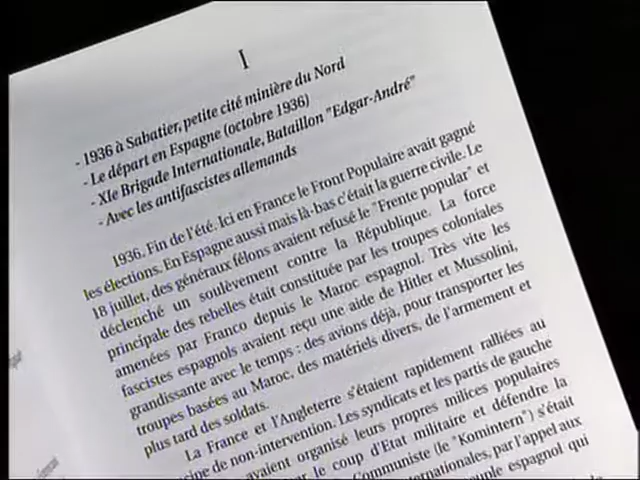 I
- 1936 à Sabatier, petite cité minière du Nord
- Le départ en Espagne (octobre 1936)
- XIe Brigade Internationale, Bataillon "Edgar-André"
- Avec les antifascistes allemands
1936. Fin de l'été. Ici en France le Front Populaire avait gagné
les élections. En Espagne aussi mais là-bas c'était la guerre civile. Le
18 juillet, des généraux félons avaient refusé le "Frente popular" et
déclenché un soulèvement contre la République. La force
principale des rebelles était constituée par les troupes coloniales
amenées par Franco depuis le Maroc espagnol. Très vite les
fascistes espagnols avaient reçu une aide de Hitler et Mussolini,
grandissante avec le temps : des avions déjà, pour transporter les
troupes basées au Maroc, des matériels divers, de l'armement et
plus tard des soldats.
La France et l'Angleterre s'étaient rapidement ralliées au
de non-intervention. Les syndicats et les partis de gauche
avaient organisé leurs propres milices populaires
le coup d'Etat militaire et défendre la
Communiste (le "Komintern") s'était
par l'appel aux
espagnol qui